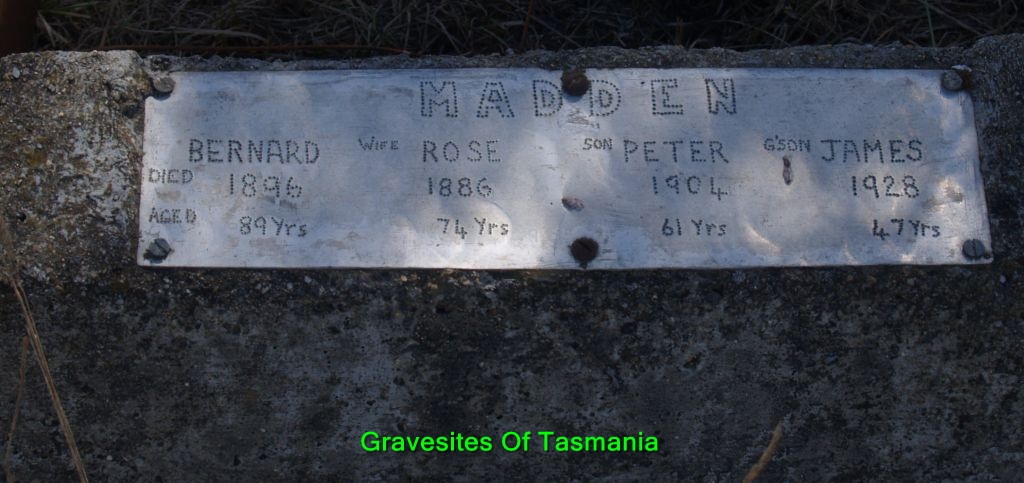 MADDEN
BERNARD WIFE ROSE SON PETER G'SON JAMES
DIED 1896 1886 1904 1928
AGED 89 Yrs 74 Yrs 61 Yrs 47 Yrs
Gravesites Of Tasmania